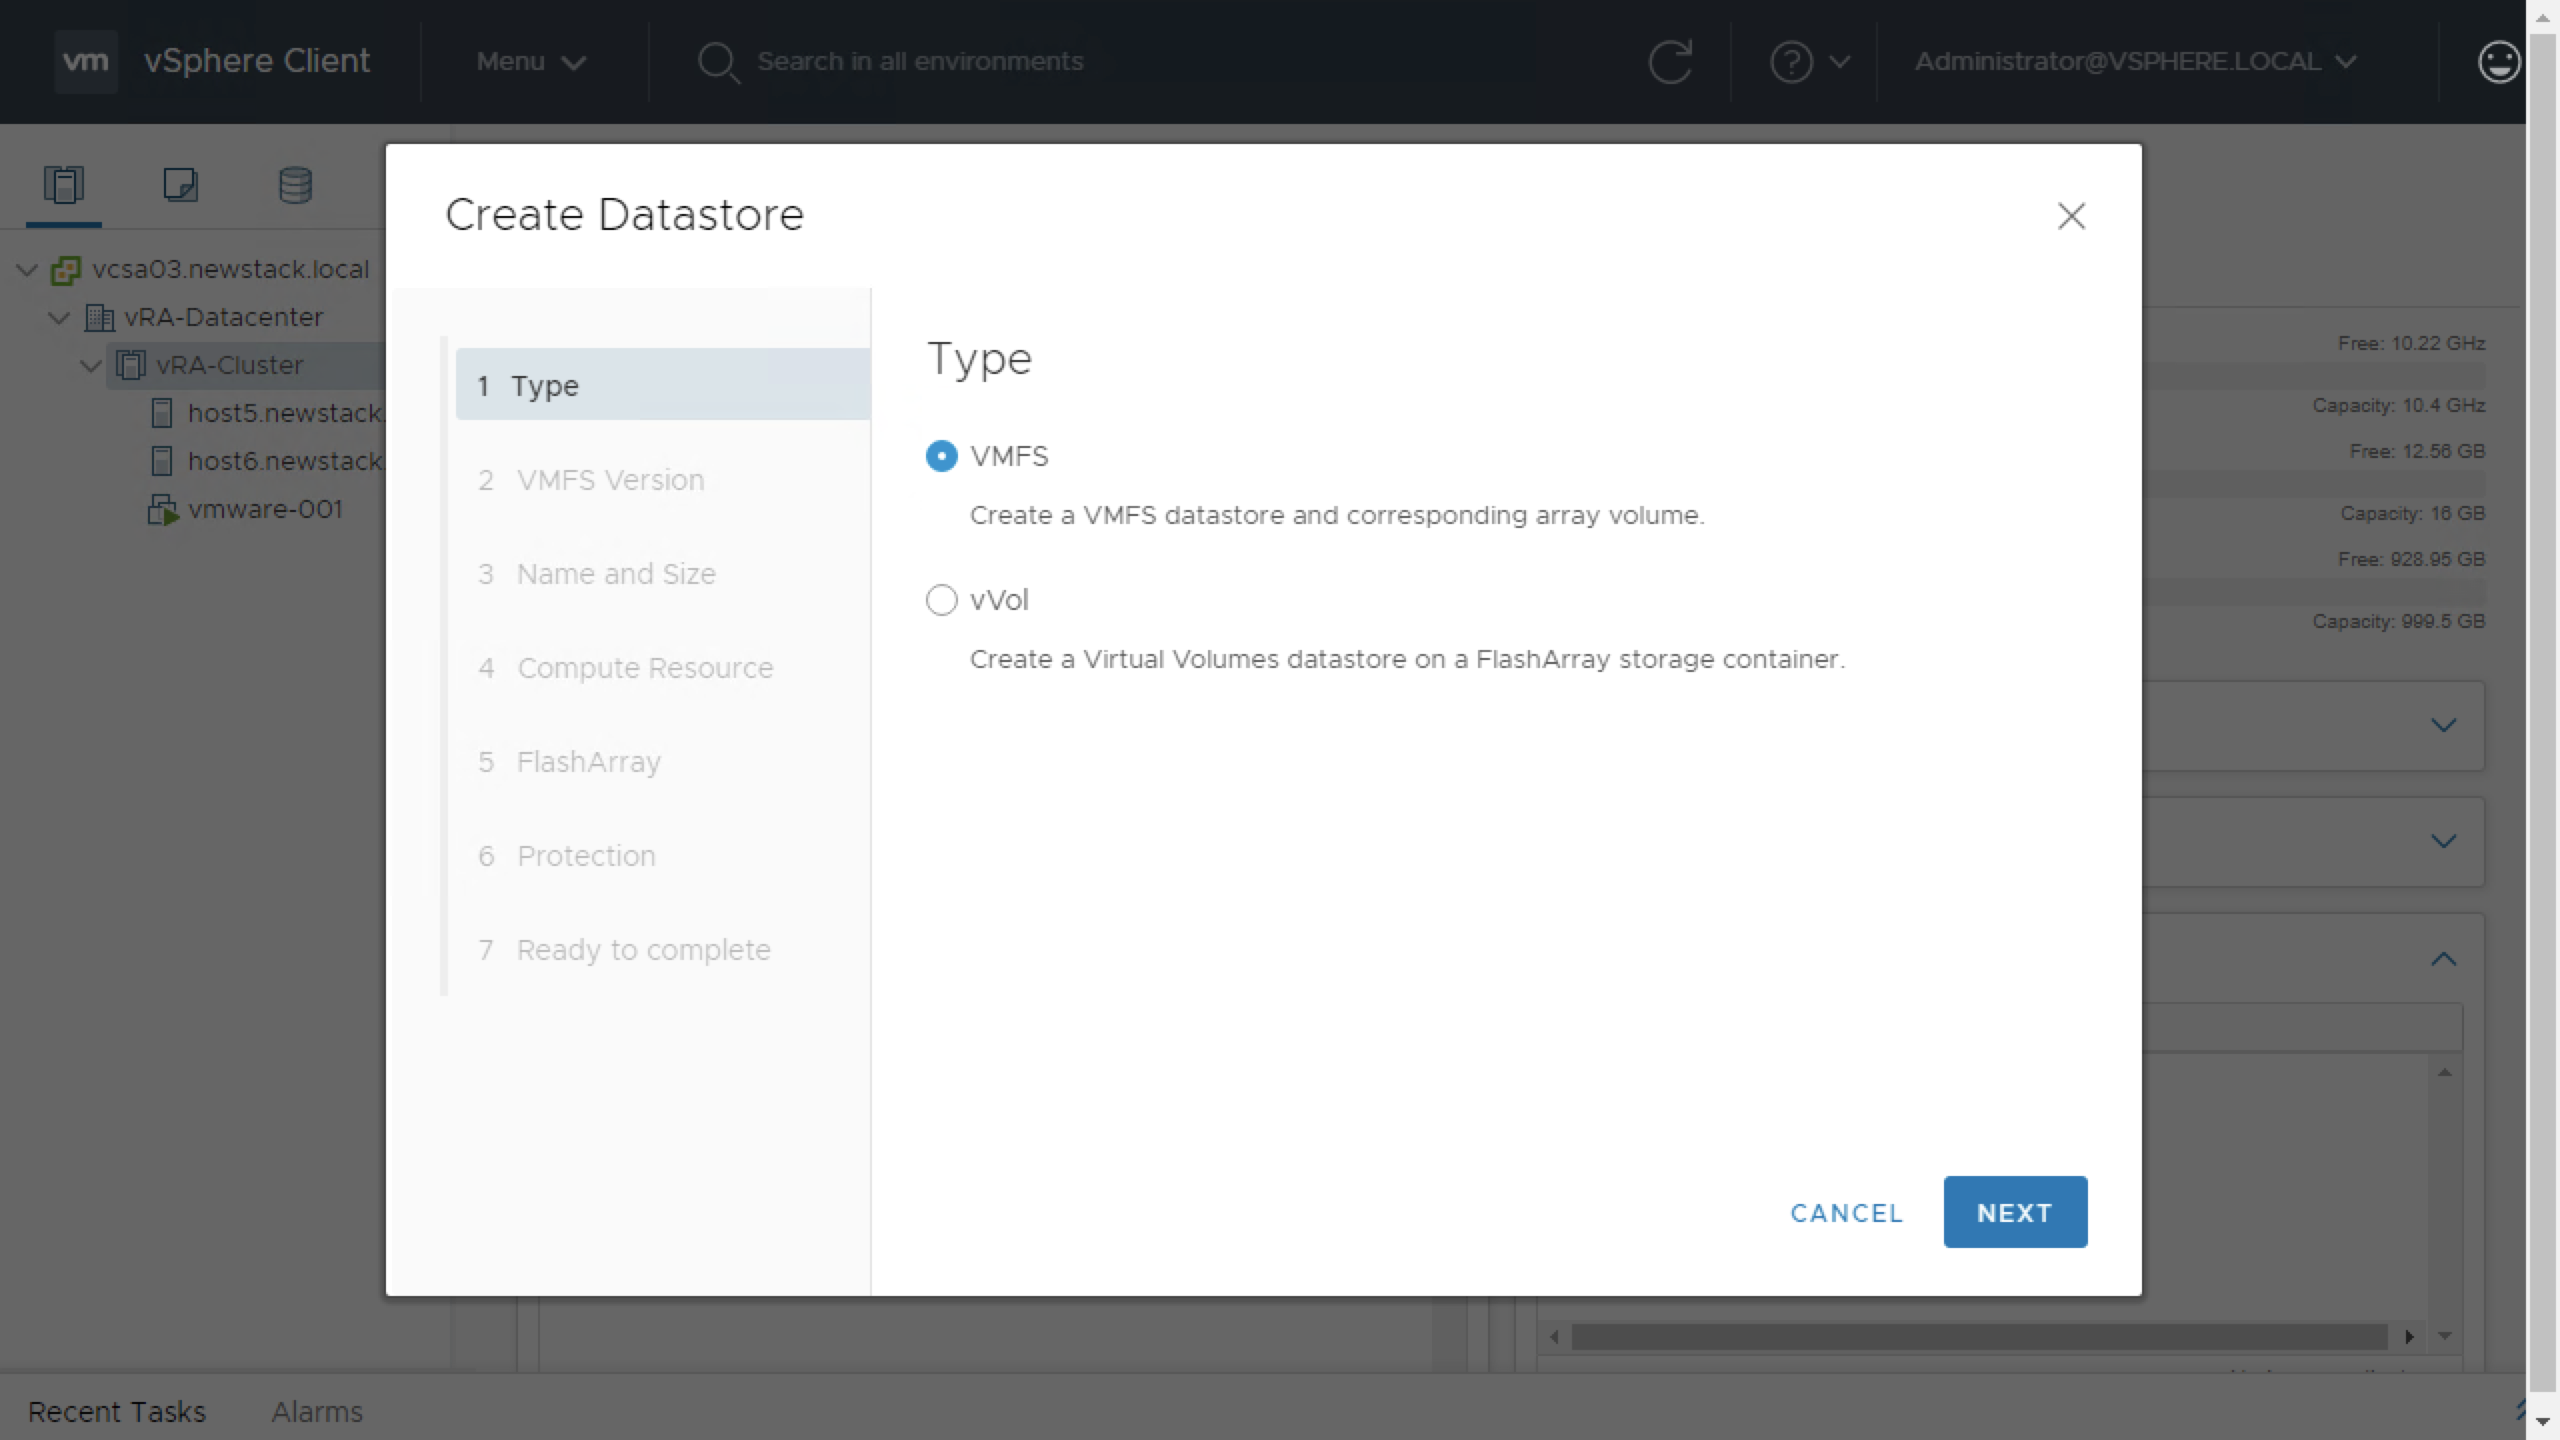 vm vSphere Client Menu Search in all environments ? Administrator@VSPHERE.LOCAL
vcsa03.newstack.local
vRA-Datacenter
vRA-Cluster
host5.newstack.
host6.newstack.
vmware-001
Create Datastore
1 Type
2 VMFS Version
3 Name and Size
4 Compute Resource
5 FlashArray
6 Protection
7 Ready to complete
Type
VMFS
Create a VMFS datastore and corresponding array volume.
vVol
Create a Virtual Volumes datastore on a FlashArray storage container.
CANCEL NEXT
Free: 10.22 GHz
Capacity: 10.4 GHz
Free: 12.56 GB
Capacity: 16 GB
Free: 928.95 GB
Capacity: 999.5 GB
Recent Tasks Alarms